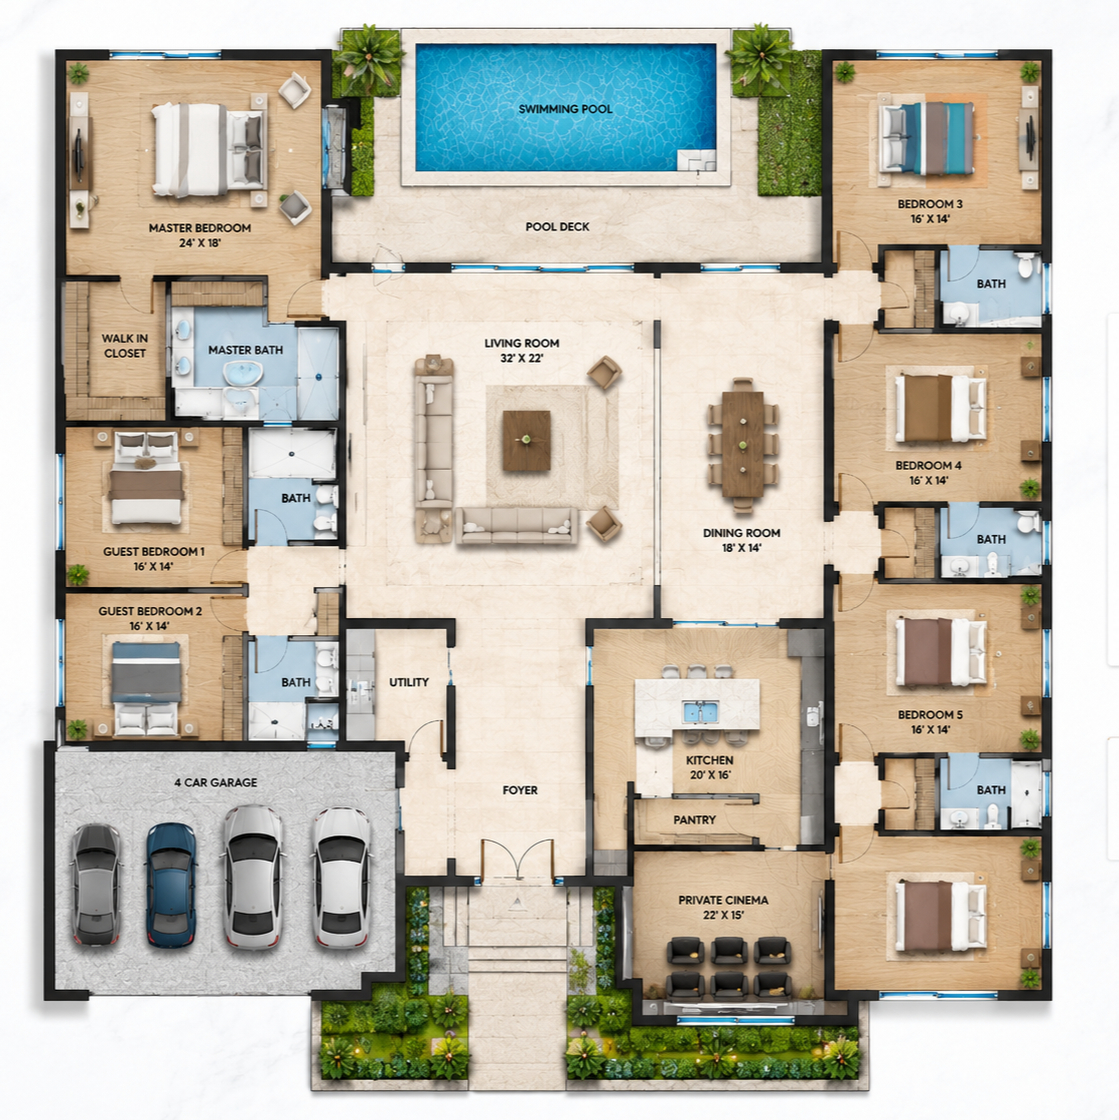 SWIMMING POOL
MASTER BEDROOM
24' X 18'
POOL DECK
BEDROOM 3
16' X 14'
BATH
WALK IN
CLOSET
MASTER BATH
LIVING ROOM
32' X 22'
BEDROOM 4
16' X 14'
BATH
GUEST BEDROOM 1
16' X 14'
DINING ROOM
18' X 14'
BATH
GUEST BEDROOM 2
16' X 14'
BATH
UTILITY
BEDROOM 5
16' X 14'
KITCHEN
20' X 16'
4 CAR GARAGE
FOYER
PANTRY
BATH
PRIVATE CINEMA
22' X 15'